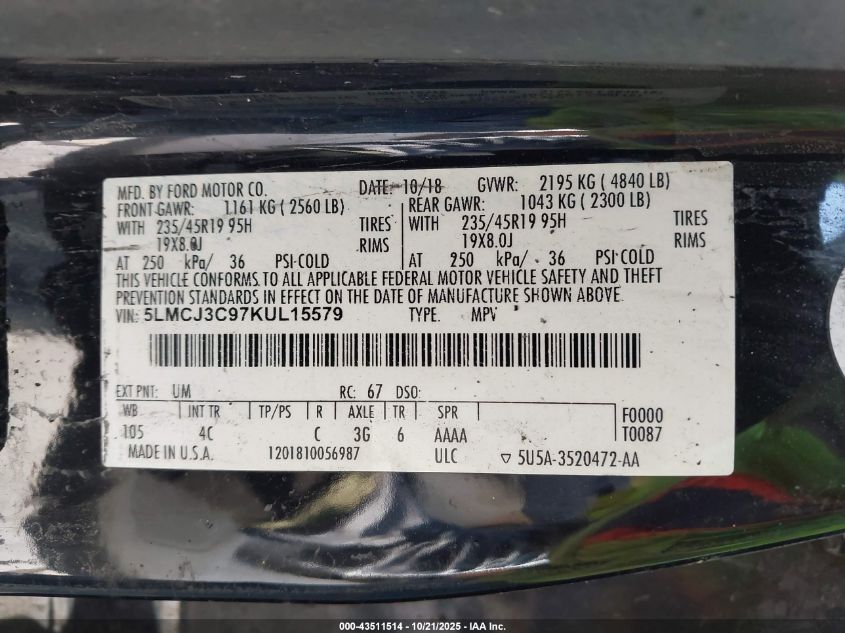 MFD. BY FORD MOTOR CO. DATE: 10/18 GVWR: 2195 KG ( 4840 LB)
FRONT GAWR: 1161 KG ( 2560 LB) REAR GAWR: 1043 KG ( 2300 LB)
WITH 235/45R19 95H TIRES WITH 235/45R19 95H TIRES
19X8.0J RIMS 19X8.0J RIMS
AT 250 kPa/ 36 PSI COLD AT 250 kPa/ 36 PSI COLD
THIS VEHICLE CONFORMS TO ALL APPLICABLE FEDERAL MOTOR VEHICLE SAFETY AND THEFT
PREVENTION STANDARDS IN EFFECT ON THE DATE OF MANUFACTURE SHOWN ABOVE.
VIN: 5LMCJ3C97KUL15579 TYPE: MPV
EXT PNT: UM RC: 67 DSO:
WB INT TR TP/PS R AXLE TR SPR F0000
105 4C C 3G 6 AAAA T0087
MADE IN U.S.A. 1201810056987 ULC ▽ 5U5A-3520472-AA
000-43511514 - 10/21/2025 - IAA Inc.